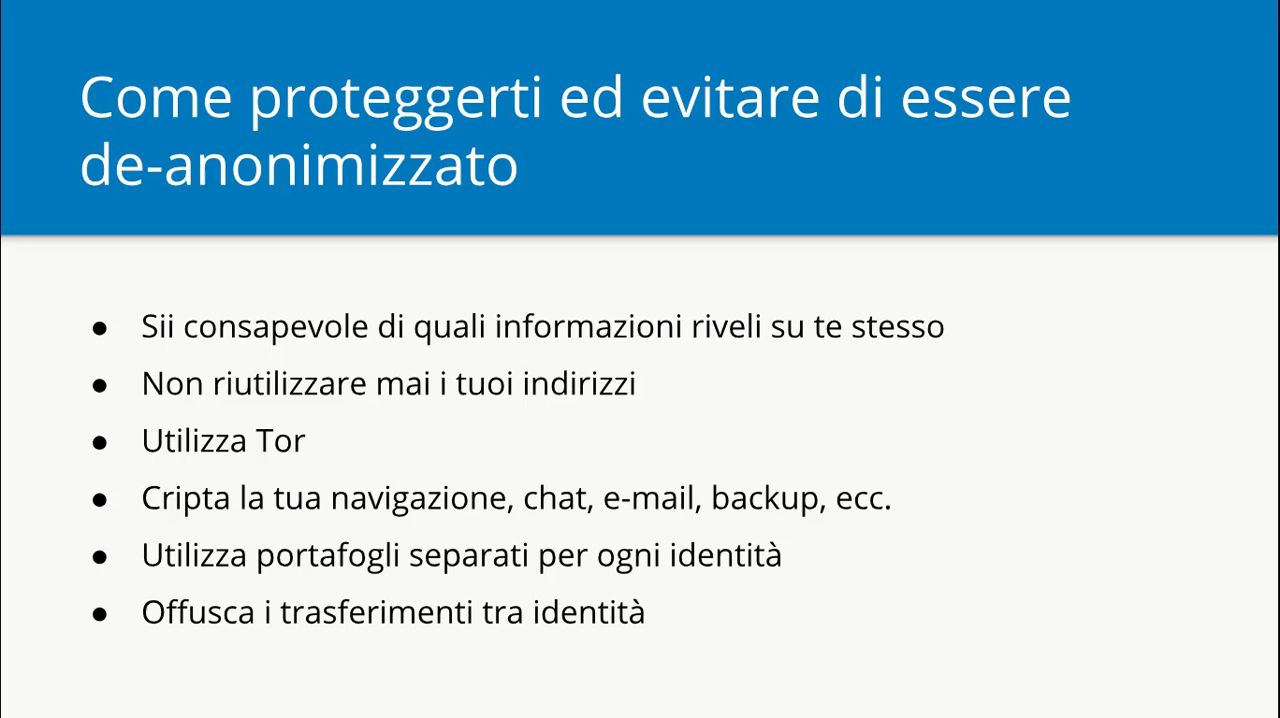 Come proteggerti ed evitare di essere
de-anonimizzato
● Sii consapevole di quali informazioni riveli su te stesso
● Non riutilizzare mai i tuoi indirizzi
● Utilizza Tor
● Cripta la tua navigazione, chat, e-mail, backup, ecc.
● Utilizza portafogli separati per ogni identità
● Offusca i trasferimenti tra identità